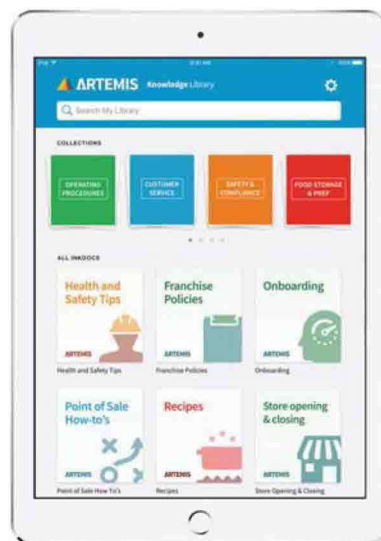 ARTEMIS Knowledge Library
Search My Library
COLLECTIONS
OPERATING
PROCEDURES
CUSTOMER
SERVICE
SAFETY &
COMPLIANCE
FOOD STORAGE
& PREP
ALL INKDOCS
Health and
Safety Tips
ARTEMIS
Health and Safety Tips
Franchise
Policies
ARTEMIS
Franchise Policies
Onboarding
ARTEMIS
Onboarding
Point of Sale
How-to's
ARTEMIS
Point of Sale How To's
Recipes
ARTEMIS
Recipes
Store opening
& closing
ARTEMIS
Store Opening & Closing